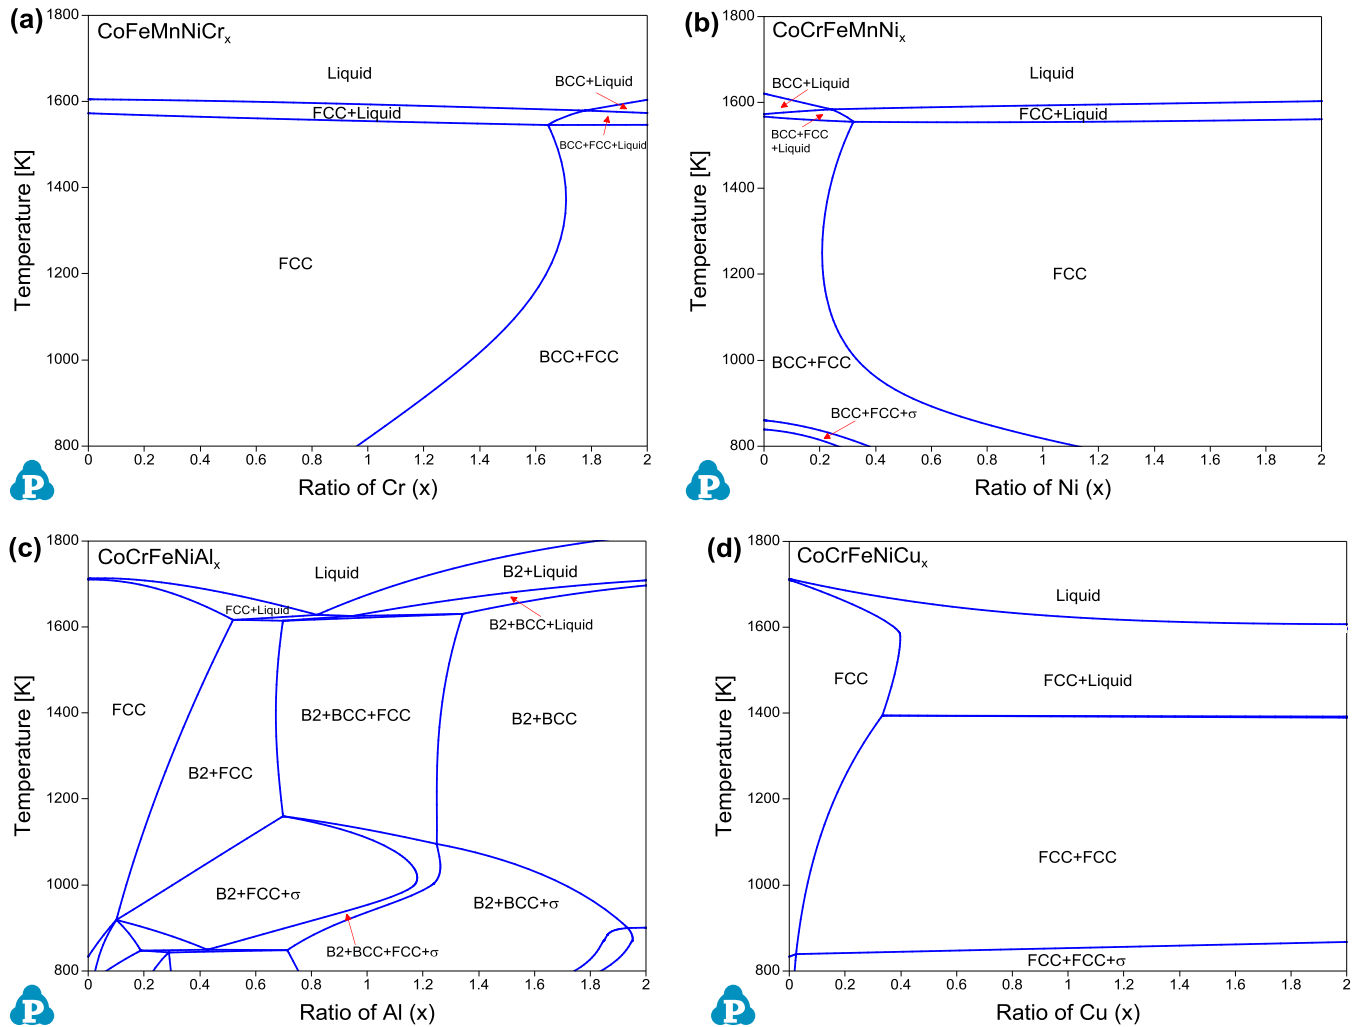 (a)
CoFeMnNiCrx
Temperature [K]
1800
1600
1400
1200
1000
800
Liquid
BCC+Liquid
FCC+Liquid
BCC+FCC+Liquid
FCC
BCC+FCC
0 0.2 0.4 0.6 0.8 1 1.2 1.4 1.6 1.8 2
Ratio of Cr (x)
P
(b)
CoCrFeMnNix
Temperature [K]
1800
1600
1400
1200
1000
800
Liquid
BCC+Liquid
FCC+Liquid
BCC+FCC
+Liquid
FCC
BCC+FCC
BCC+FCC+σ
0 0.2 0.4 0.6 0.8 1 1.2 1.4 1.6 1.8 2
Ratio of Ni (x)
P
(c)
CoCrFeNiAlx
Temperature [K]
1800
1600
1400
1200
1000
800
Liquid
B2+Liquid
FCC+Liquid
B2+BCC+Liquid
FCC
B2+BCC+FCC
B2+BCC
B2+FCC
B2+FCC+σ
B2+BCC+σ
B2+BCC+FCC+σ
0 0.2 0.4 0.6 0.8 1 1.2 1.4 1.6 1.8 2
Ratio of Al (x)
P
(d)
CoCrFeNiCux
Temperature [K]
1800
1600
1400
1200
1000
800
Liquid
FCC
FCC+Liquid
FCC+FCC
FCC+FCC+σ
0 0.2 0.4 0.6 0.8 1 1.2 1.4 1.6 1.8 2
Ratio of Cu (x)
P